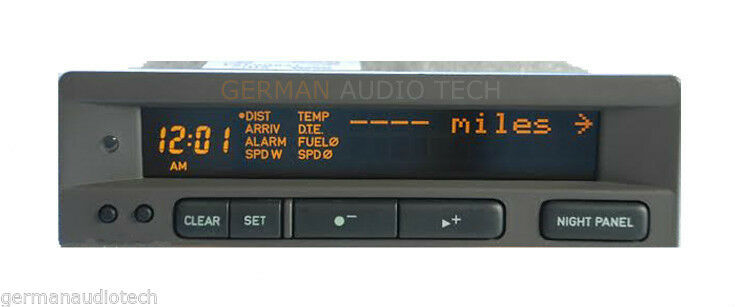 GERMAN AUDIO TECH
12:01
AM
•DIST TEMP
ARRIV D.T.E.
ALARM FUELØ
SPD W SPDØ
---- miles →
CLEAR SET ●− ▶+ NIGHT PANEL
germanaudiotech